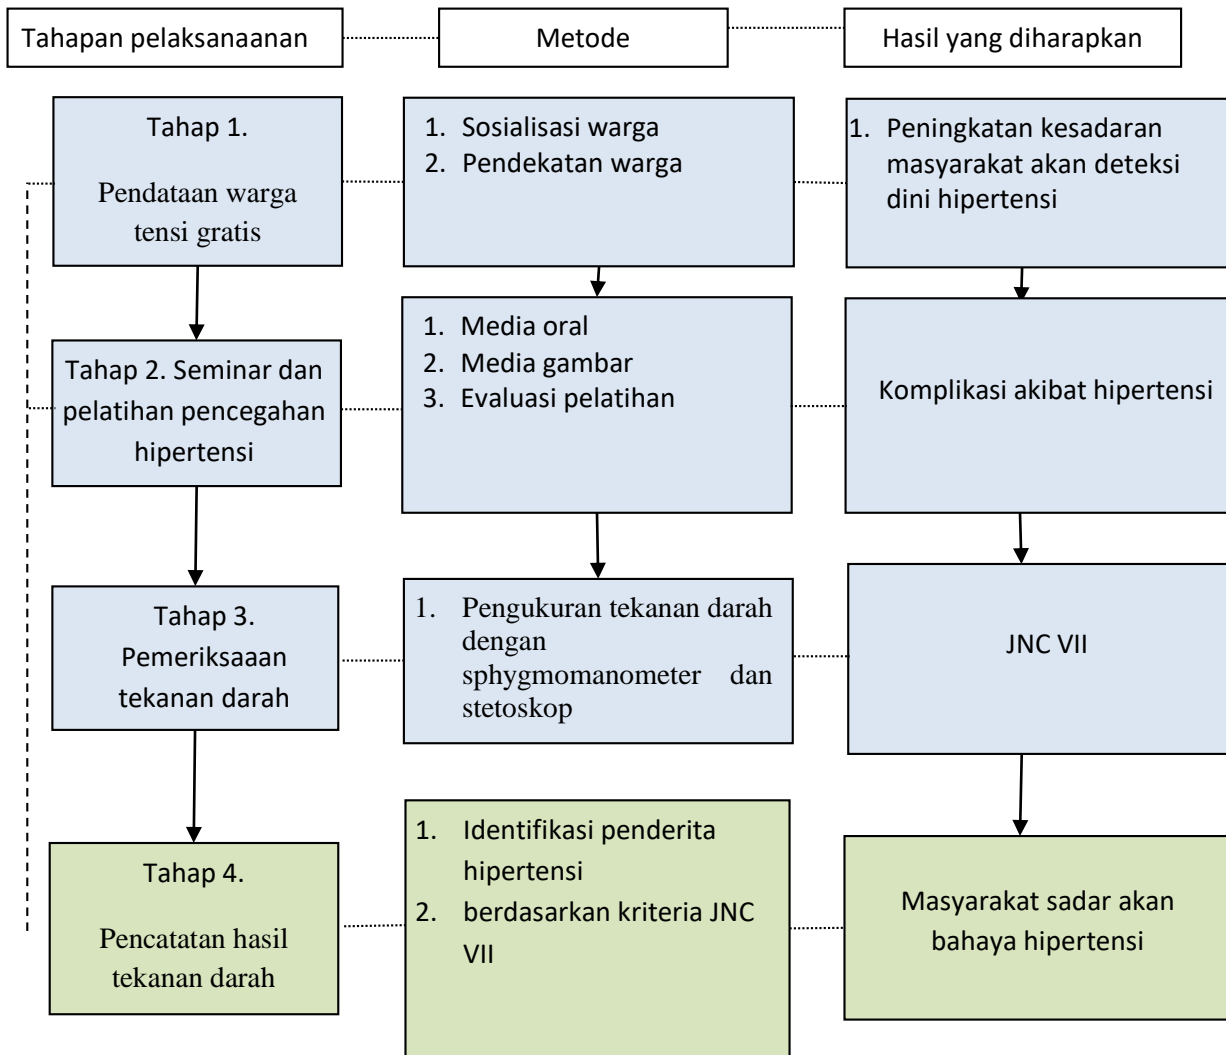 Tahapan pelaksanaanan
Metode
Hasil yang diharapkan
Tahap 1.
Pendataan warga
tensi gratis
1. Sosialisasi warga
2. Pendekatan warga
1. Peningkatan kesadaran
masyarakat akan deteksi
dini hipertensi
Tahap 2. Seminar dan
pelatihan pencegahan
hipertensi
1. Media oral
2. Media gambar
3. Evaluasi pelatihan
Komplikasi akibat hipertensi
Tahap 3.
Pemeriksaaan
tekanan darah
1. Pengukuran tekanan darah
dengan
sphygmomanometer dan
stetoskop
JNC VII
Tahap 4.
Pencatatan hasil
tekanan darah
1. Identifikasi penderita
hipertensi
2. berdasarkan kriteria JNC
VII
Masyarakat sadar akan
bahaya hipertensi